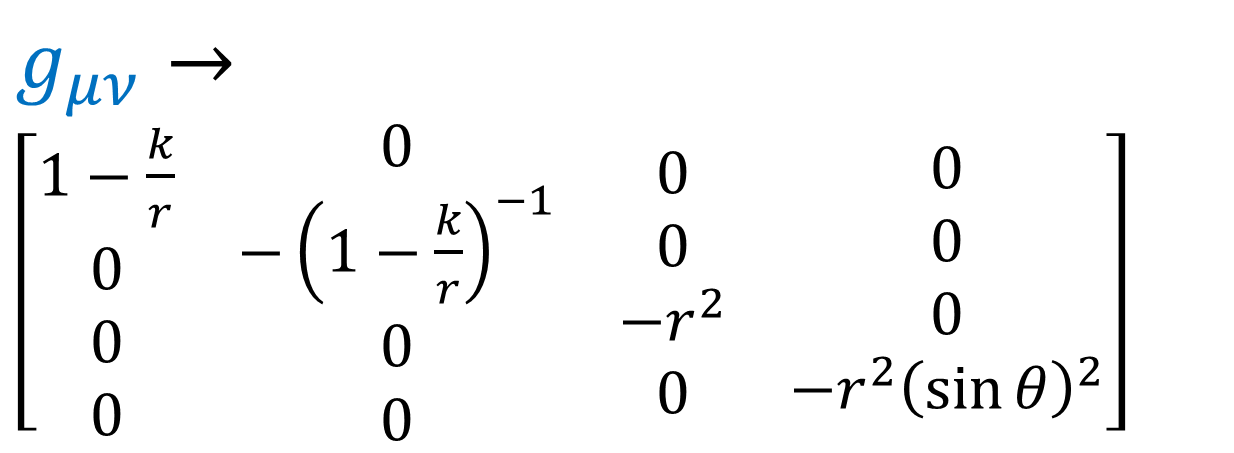 g_{μν} →
[ 1 − k/r   0   0   0
0   −(1 − k/r)^{−1}   0   0
0   0   −r^2   0
0   0   0   −r^2(sin θ)^2 ]